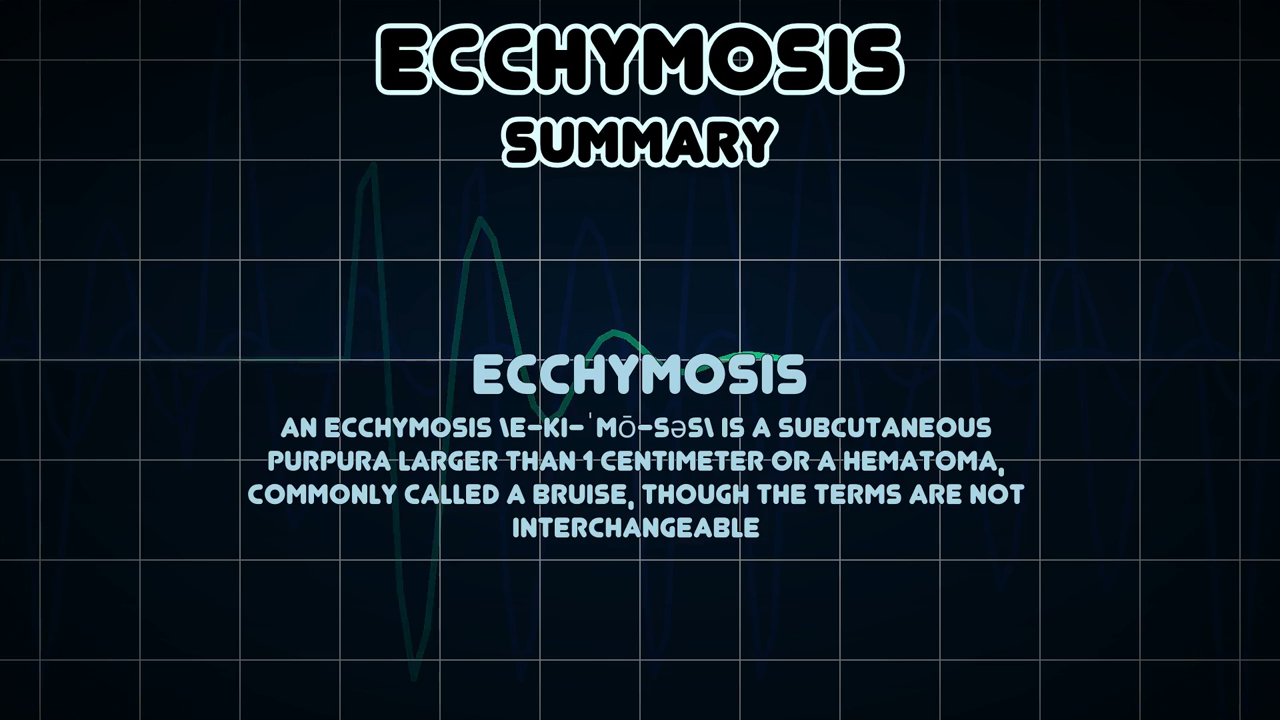 ECCHYMOSIS
SUMMARY
ECCHYMOSIS
AN ECCHYMOSIS \E-KI-ˈMŌ-SƏS\ IS A SUBCUTANEOUS
PURPURA LARGER THAN 1 CENTIMETER OR A HEMATOMA,
COMMONLY CALLED A BRUISE, THOUGH THE TERMS ARE NOT
INTERCHANGEABLE